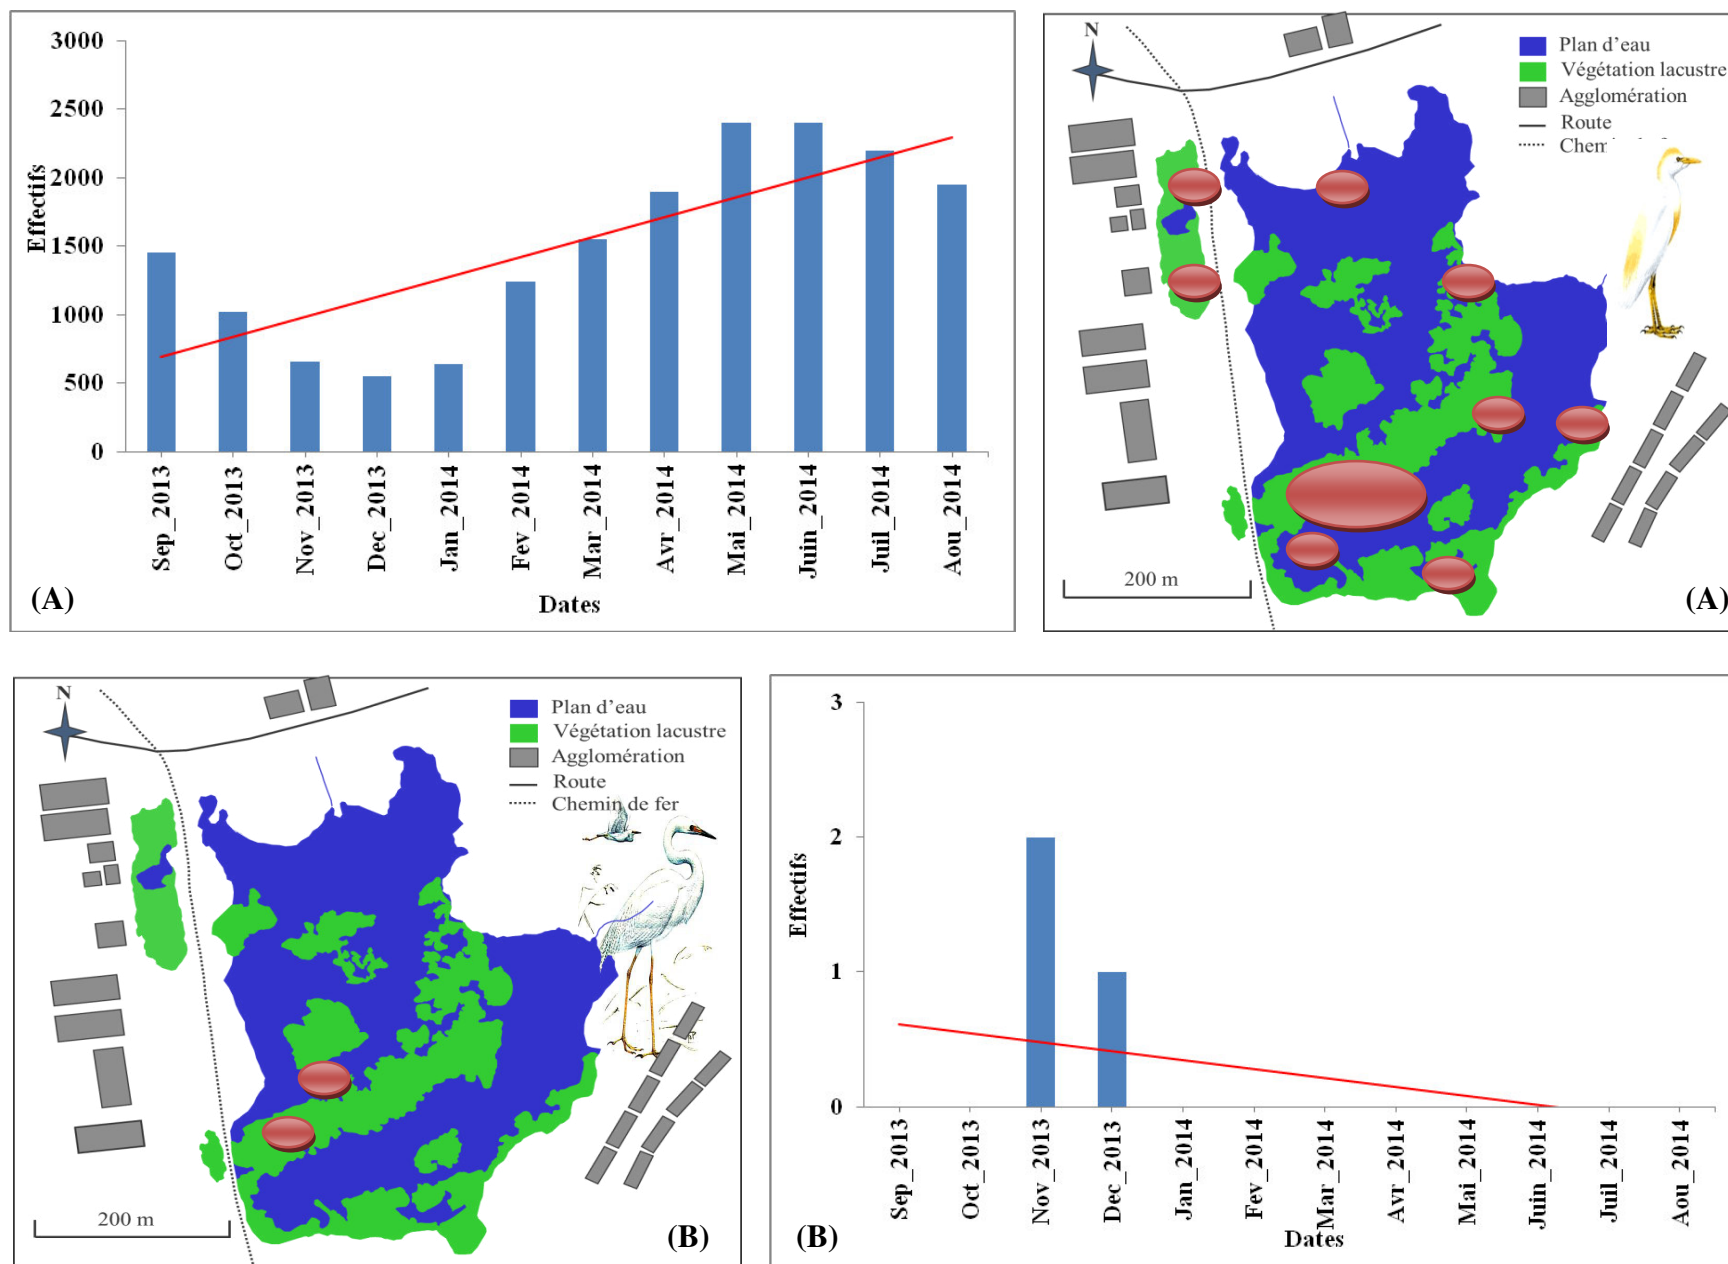 3000
2500
2000
1500
1000
500
0
Effectifs
Sep_2013
Oct_2013
Nov_2013
Dec_2013
Jan_2014
Fev_2014
Mar_2014
Avr_2014
Mai_2014
Juin_2014
Juil_2014
Aou_2014
Dates
(A)
N
Plan d'eau
Végétation lacustre
Agglomération
Route
200 m
(A)
N
Plan d'eau
Végétation lacustre
Agglomération
Route
Chemin de fer
200 m
(B)
3
2
1
0
Effectifs
Sep_2013
Oct_2013
Nov_2013
Dec_2013
Jan_2014
Fev_2014
Mar_2014
Avr_2014
Mai_2014
Juin_2014
Juil_2014
Aou_2014
Dates
(B)